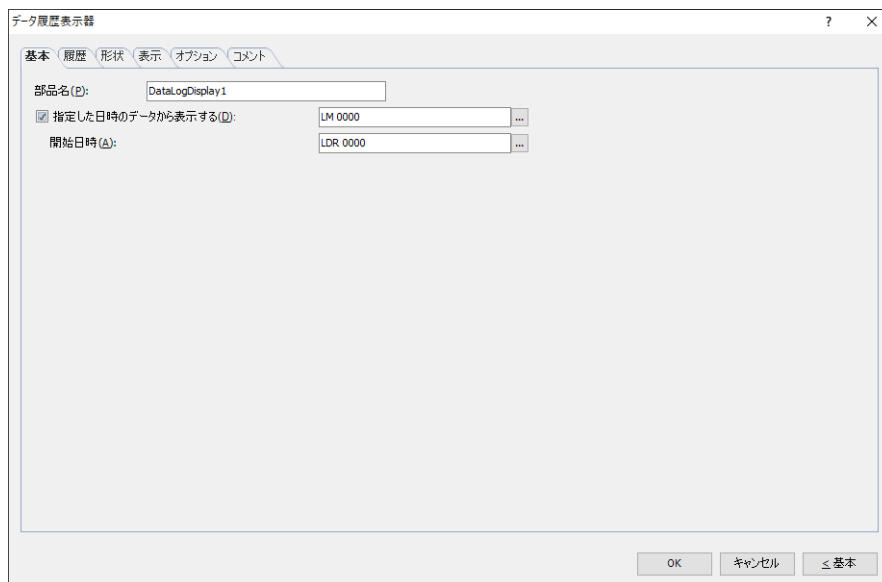 データ履歴表示器 ? ×
基本 履歴 形状 表示 オプション コメント
部品名(P): DataLogDisplay1
指定した日時のデータから表示する(D): LM 0000 ...
開始日時(A): LDR 0000 ...
OK キャンセル ≤ 基本